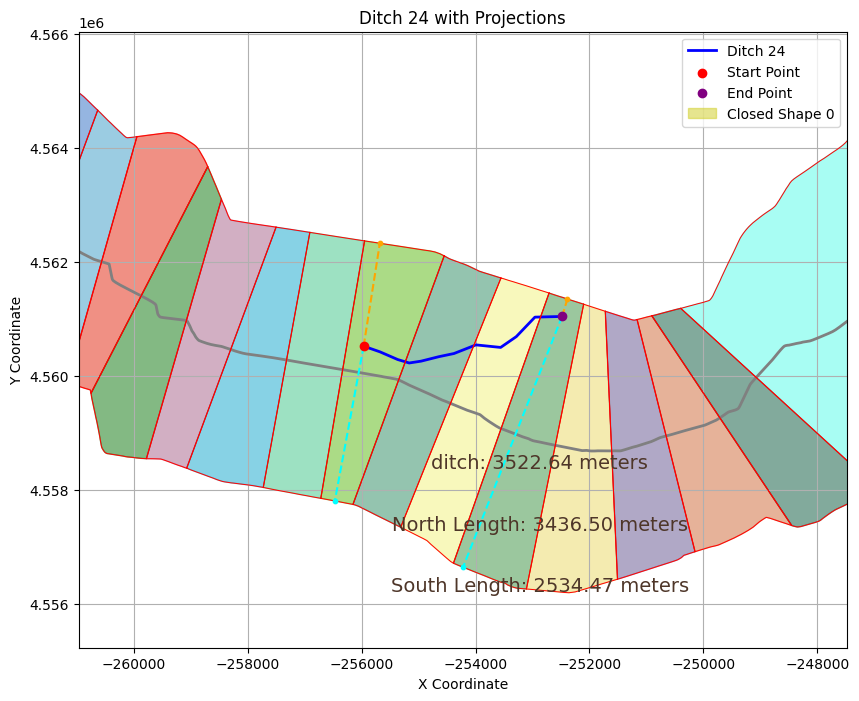 Ditch 24 with Projections
1e6
Ditch 24
Start Point
End Point
Closed Shape 0
4.566
4.564
4.562
4.560
4.558
4.556
Y Coordinate
ditch: 3522.64 meters
North Length: 3436.50 meters
South Length: 2534.47 meters
−260000
−258000
−256000
−254000
−252000
−250000
−248000
X Coordinate